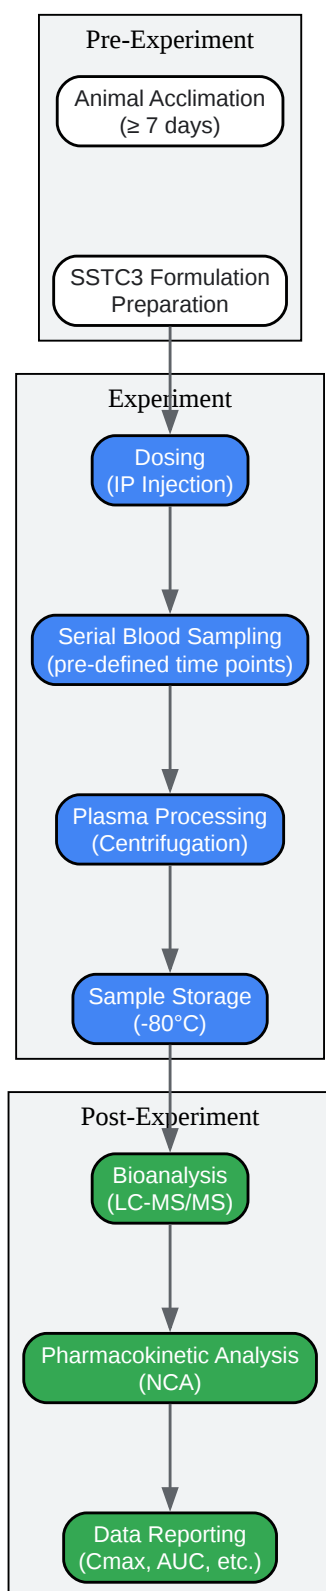 Pre-Experiment
Animal Acclimation
(≥ 7 days)
SSTC3 Formulation
Preparation
Experiment
Dosing
(IP Injection)
Serial Blood Sampling
(pre-defined time points)
Plasma Processing
(Centrifugation)
Sample Storage
(-80°C)
Post-Experiment
Bioanalysis
(LC-MS/MS)
Pharmacokinetic Analysis
(NCA)
Data Reporting
(Cmax, AUC, etc.)